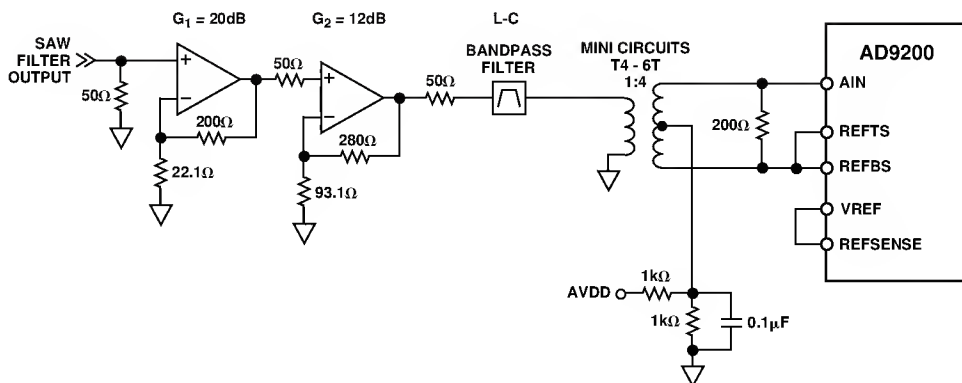 G1 = 20dB
G2 = 12dB
L-C
BANDPASS
FILTER
MINI CIRCUITS
T4 - 6T
1:4
AD9200
SAW
FILTER
OUTPUT
50Ω
+
−
200Ω
22.1Ω
50Ω
+
−
280Ω
93.1Ω
50Ω
200Ω
AIN
REFTS
REFBS
VREF
REFSENSE
AVDD
1kΩ
1kΩ
0.1µF